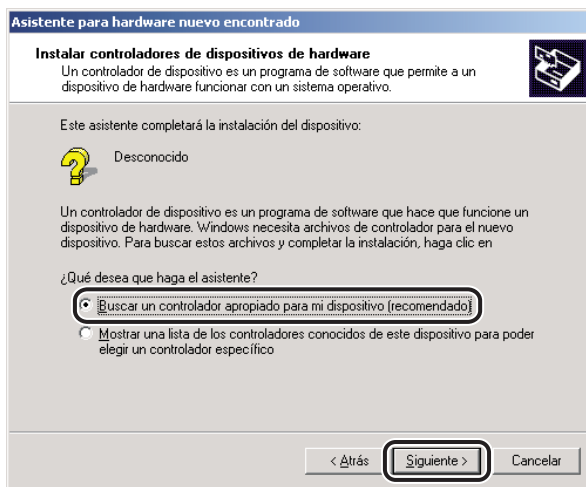 Asistente para hardware nuevo encontrado
Instalar controladores de dispositivos de hardware
Un controlador de dispositivo es un programa de software que permite a un
dispositivo de hardware funcionar con un sistema operativo.
Este asistente completará la instalación del dispositivo:
Desconocido
Un controlador de dispositivo es un programa de software que hace que funcione un
dispositivo de hardware. Windows necesita archivos de controlador para el nuevo
dispositivo. Para buscar estos archivos y completar la instalación, haga clic en
¿Qué desea que haga el asistente?
Buscar un controlador apropiado para mi dispositivo (recomendado)
Mostrar una lista de los controladores conocidos de este dispositivo para poder
elegir un controlador específico
< Atrás Siguiente > Cancelar